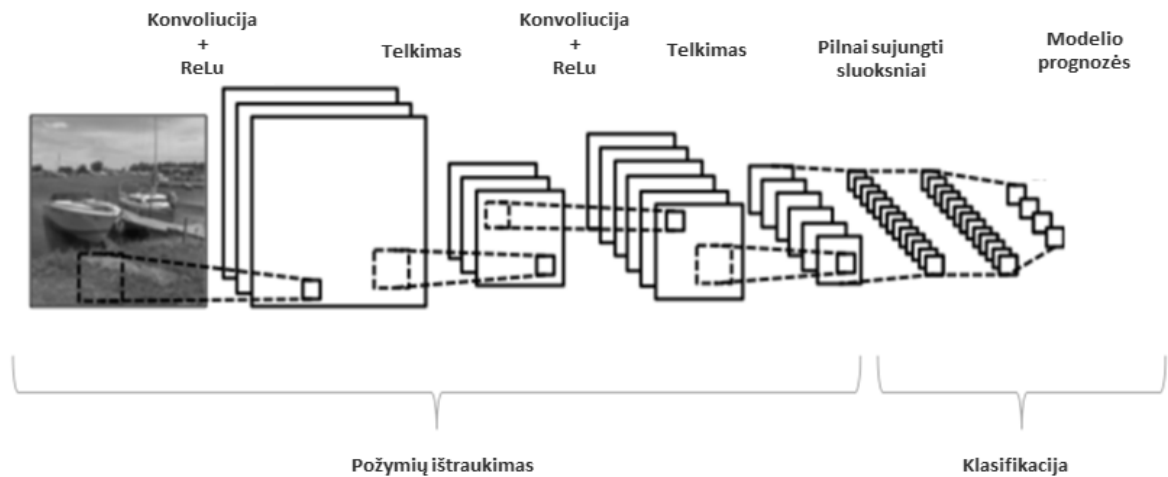 Konvoliucija
+
ReLu
Telkimas
Konvoliucija
+
ReLu
Telkimas
Pilnai sujungti
sluoksniai
Modelio
prognozės
Požymių ištraukimas
Klasifikacija